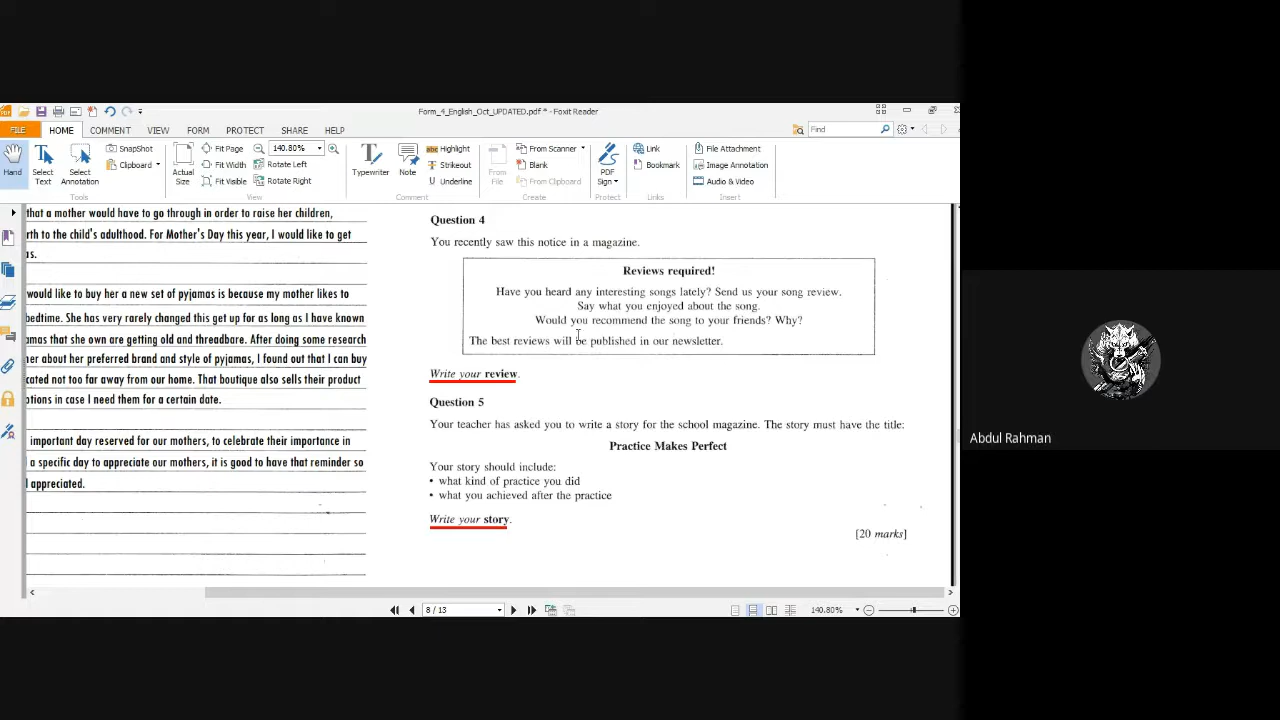 Form_4_English_Oct_UPDATED.pdf * - Foxit Reader
FILE HOME COMMENT VIEW FORM PROTECT SHARE HELP
Find
Hand
Select Text
Select Annotation
SnapShot
Clipboard
Tools
Actual Size
Fit Page
Fit Width
Fit Visible
140.80%
Rotate Left
Rotate Right
View
Typewriter
Note
Highlight
Strikeout
Underline
Comment
From File
From Scanner
Blank
From Clipboard
Create
PDF Sign
Protect
Link
Bookmark
Links
File Attachment
Image Annotation
Audio & Video
Insert
that a mother would have to go through in order to raise her children,
rth to the child's adulthood. For Mother's Day this year, I would like to get
as.
would like to buy her a new set of pyjamas is because my mother likes to
bedtime. She has very rarely changed this get up for as long as I have known
amas that she own are getting old and threadbare. After doing some research
her about her preferred brand and style of pyjamas, I found out that I can buy
cated not too far away from our home. That boutique also sells their product
ptions in case I need them for a certain date.
important day reserved for our mothers, to celebrate their importance in
a specific day to appreciate our mothers, it is good to have that reminder so
appreciated.
Question 4
You recently saw this notice in a magazine.
Reviews required!
Have you heard any interesting songs lately? Send us your song review.
Say what you enjoyed about the song.
Would you recommend the song to your friends? Why?
The best reviews will be published in our newsletter.
Write your review.
Question 5
Your teacher has asked you to write a story for the school magazine. The story must have the title:
Practice Makes Perfect
Your story should include:
• what kind of practice you did
• what you achieved after the practice
Write your story.
[20 marks]
8 / 13
140.80%
Abdul Rahman